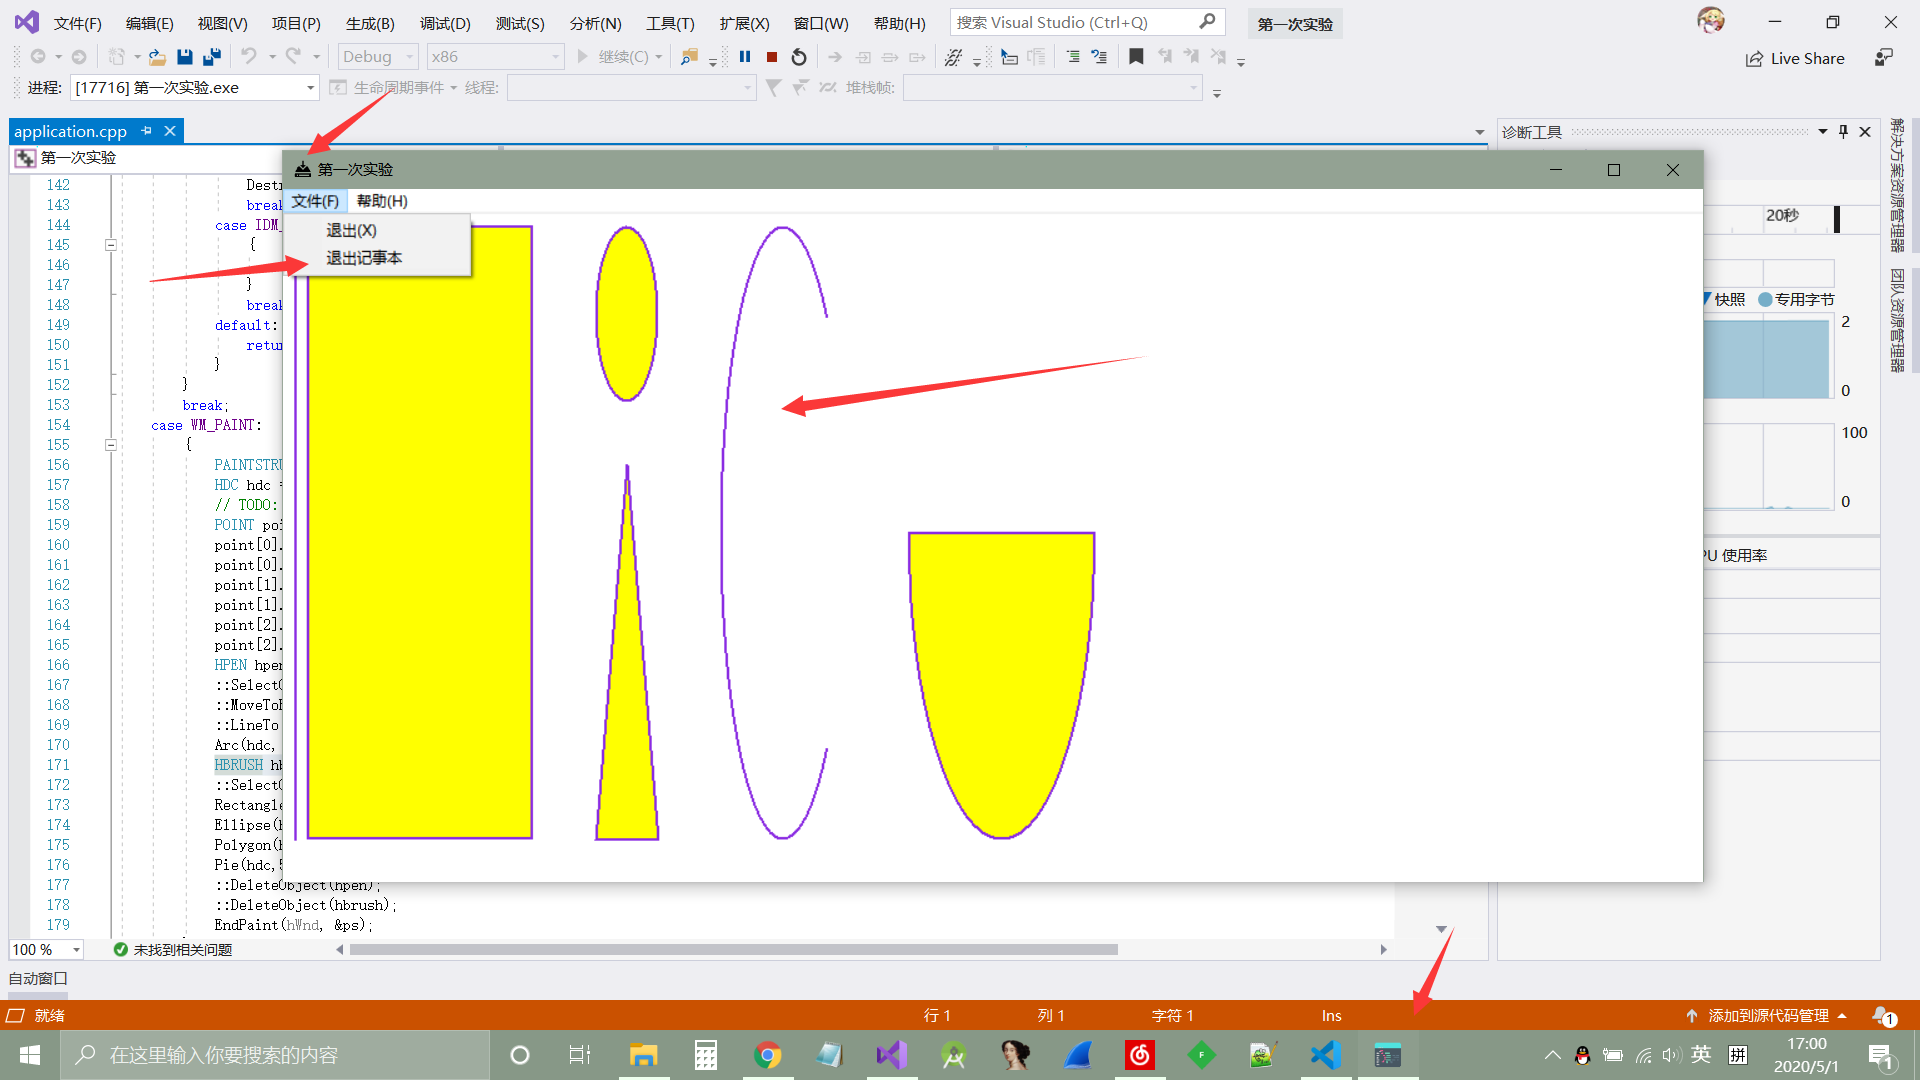 文件(F) 编辑(E) 视图(V) 项目(P) 生成(B) 调试(D) 测试(S) 分析(N) 工具(T) 扩展(X) 窗口(W) 帮助(H) 搜索 Visual Studio (Ctrl+Q) 第一次实验
Debug x86 继续(C) Live Share
进程: [17716] 第一次实验.exe 生命周期事件 线程: 堆栈帧:
application.cpp
诊断工具
第一次实验
第一次实验
文件(F) 帮助(H)
退出(X)
退出记事本
20秒
快照 专用字节
2
0
100
0
PU 使用率
解决方案资源管理器
团队资源管理器
142 Destr
143 break
144 case IDM_
145 {
146
147 }
148 break
149 default:
150 retur
151 }
152 }
153 break;
154 case WM_PAINT:
155 {
156 PAINTSTRU
157 HDC hdc
158 // TODO:
159 POINT poi
160 point[0].
161 point[0].
162 point[1].
163 point[1].
164 point[2].
165 point[2].
166 HPEN hpen
167 ::SelectO
168 ::MoveToE
169 ::LineTo
170 Arc(hdc,
171 HBRUSH hb
172 ::SelectO
173 Rectangle
174 Ellipse(h
175 Polygon(h
176 Pie(hdc,5
177 ::DeleteObject(hpen);
178 ::DeleteObject(hbrush);
179 EndPaint(hWnd, &ps);
100 % 未找到相关问题
自动窗口
就绪 行 1 列 1 字符 1 Ins 添加到源代码管理 1
在这里输入你要搜索的内容
英 拼 17:00
2020/5/1
1